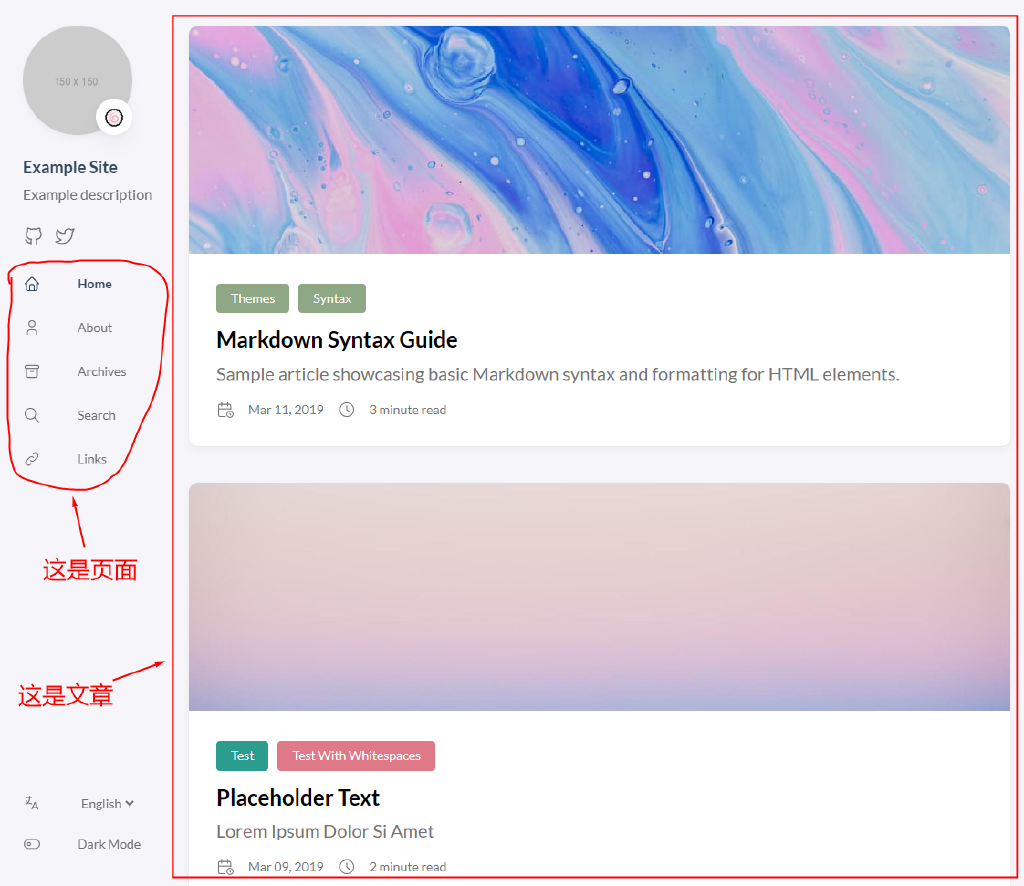 150 x 150
Example Site
Example description
Home
About
Archives
Search
Links
这是页面
这是文章
English
Dark Mode
Themes Syntax
Markdown Syntax Guide
Sample article showcasing basic Markdown syntax and formatting for HTML elements.
Mar 11, 2019 3 minute read
Test Test With Whitespaces
Placeholder Text
Lorem Ipsum Dolor Si Amet
Mar 09, 2019 2 minute read